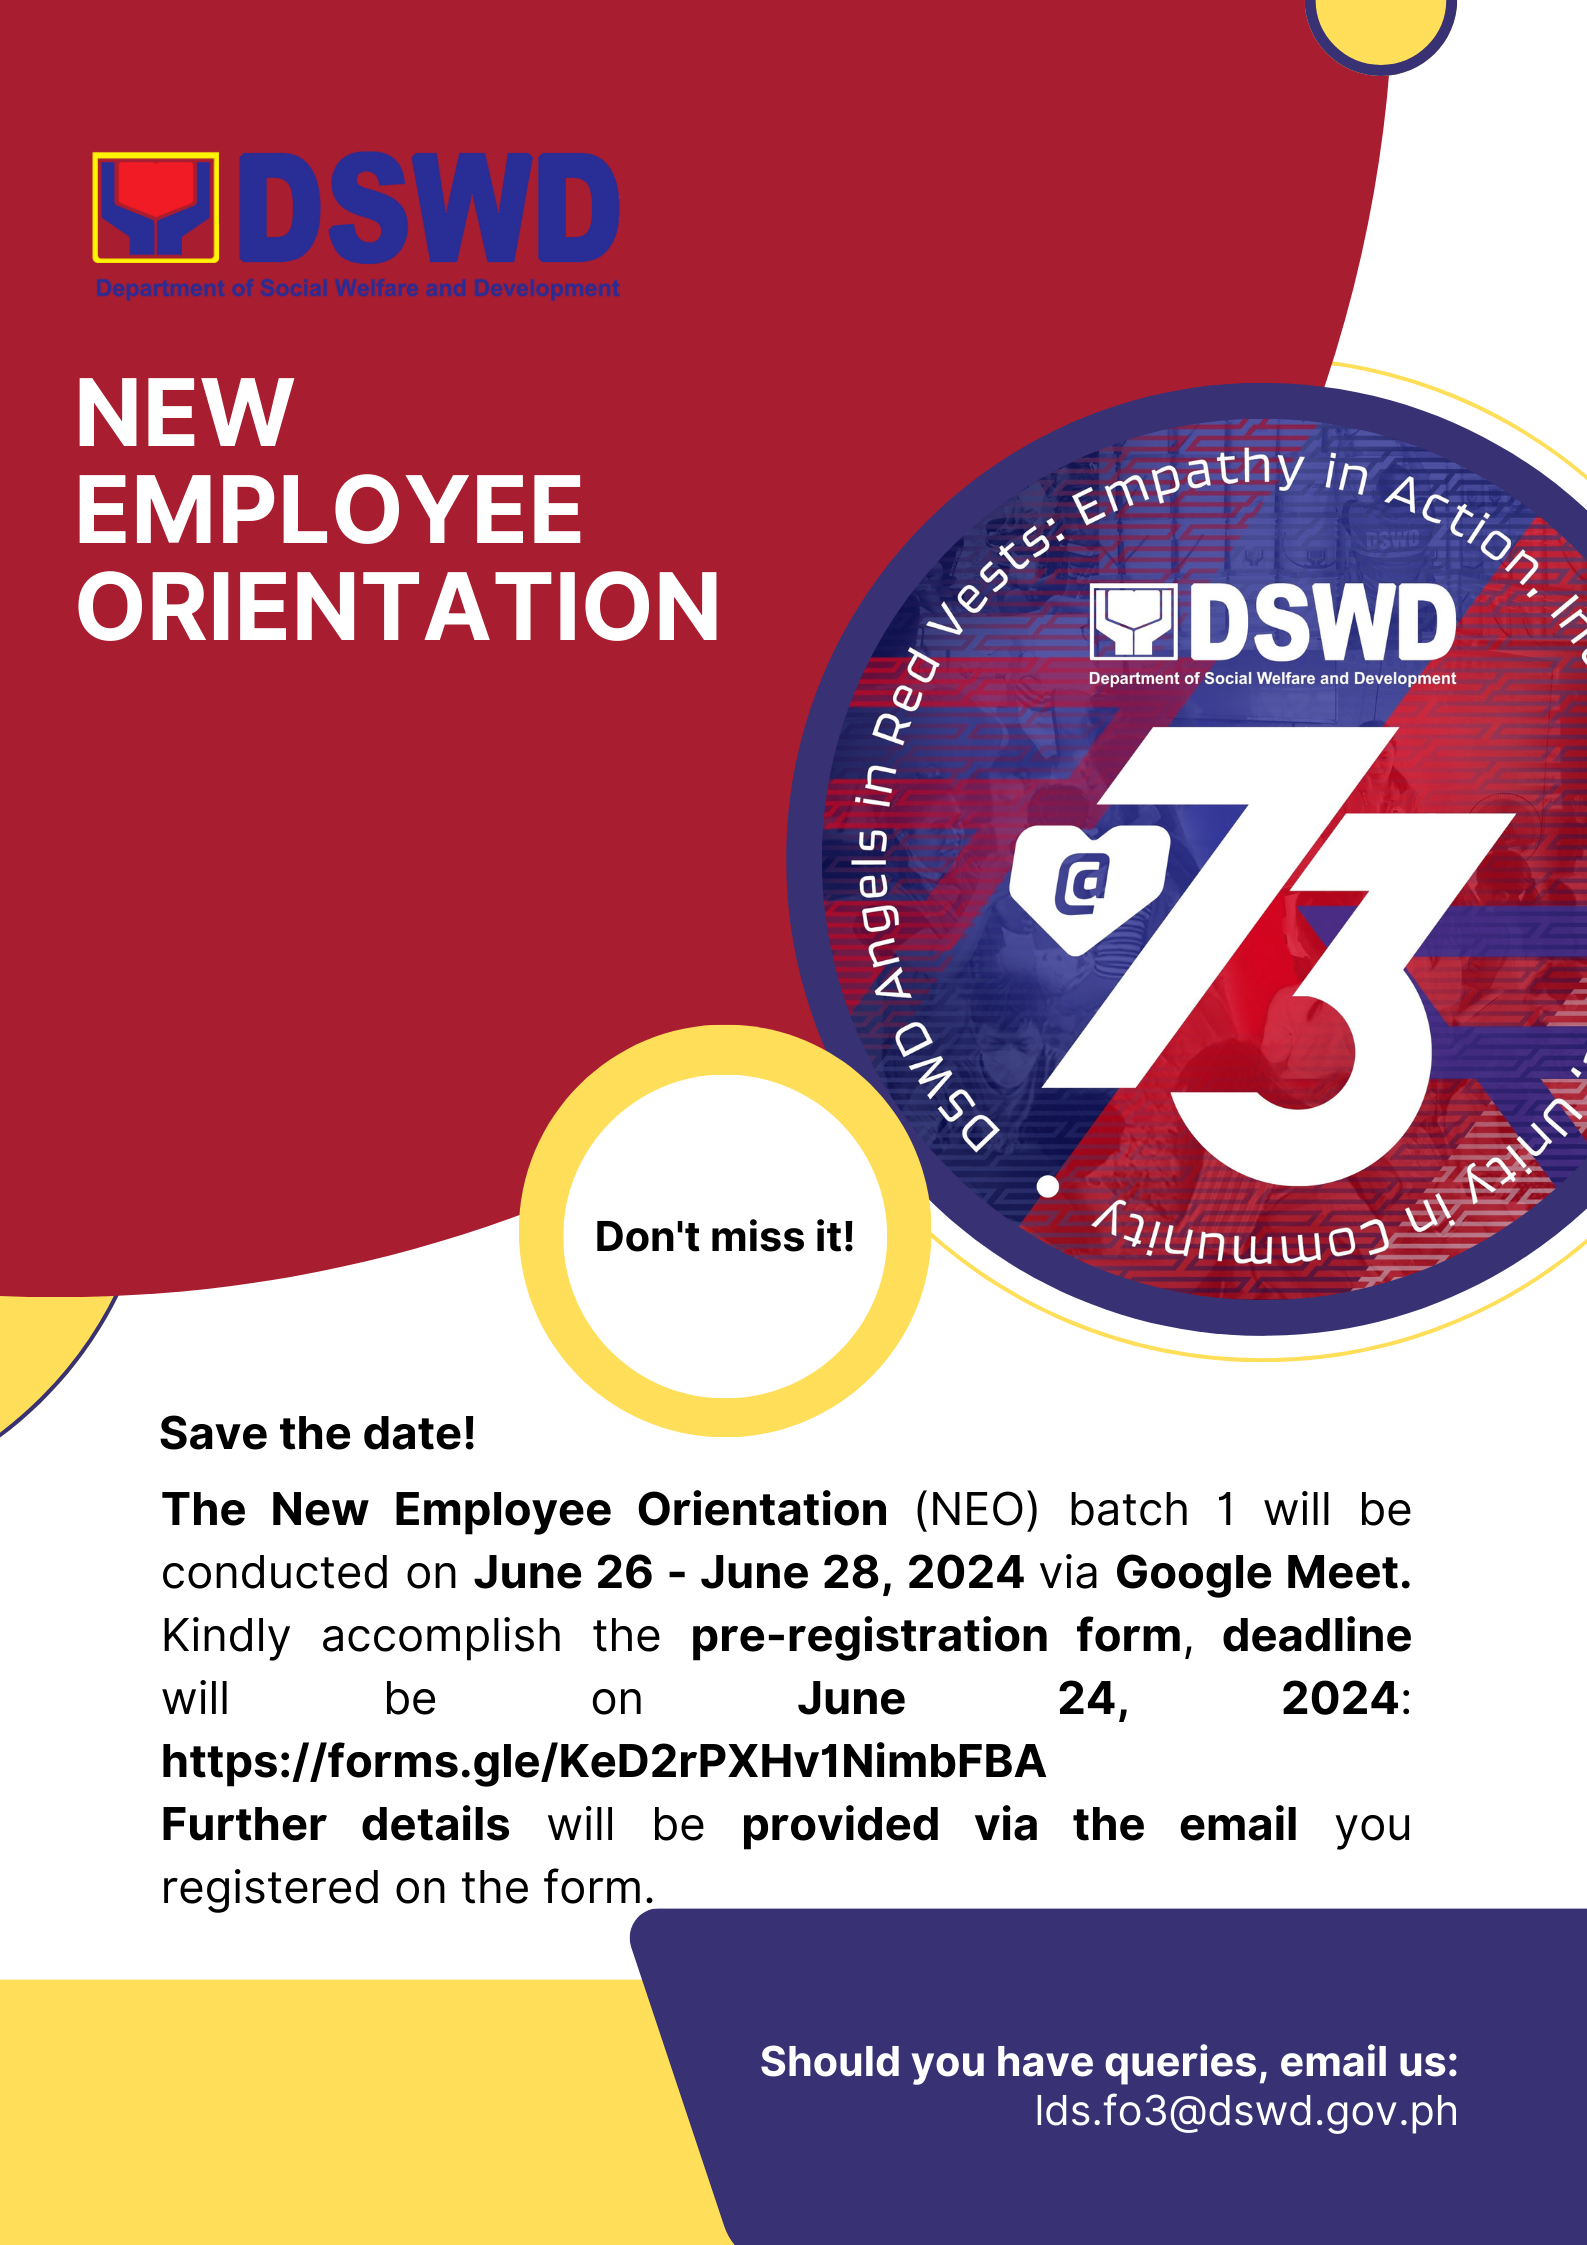 DSWD
Department of Social Welfare and Development
NEW
EMPLOYEE
ORIENTATION
DSWD Angels in Red Vests: Empathy in Action,
Unity in Community
DSWD
Department of Social Welfare and Development
@73
Don't miss it!
Save the date!
The New Employee Orientation (NEO) batch 1 will be
conducted on June 26 - June 28, 2024 via Google Meet.
Kindly accomplish the pre-registration form, deadline
will be on June 24, 2024:
https://forms.gle/KeD2rPXHv1NimbFBA
Further details will be provided via the email you
registered on the form.
Should you have queries, email us:
lds.fo3@dswd.gov.ph